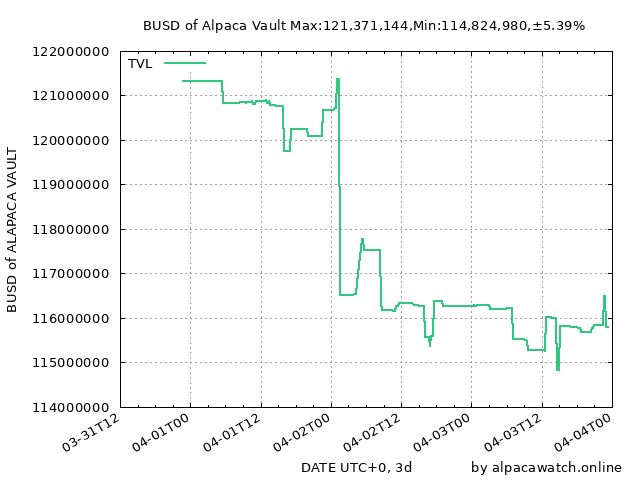 BUSD of Alpaca Vault Max:121,371,144,Min:114,824,980,±5.39%
TVL
122000000
121000000
120000000
119000000
118000000
117000000
116000000
115000000
114000000
BUSD of ALAPACA VAULT
03-31T12
04-01T00
04-01T12
04-02T00
04-02T12
04-03T00
04-03T12
04-04T00
DATE UTC+0, 3d
by alpacawatch.online